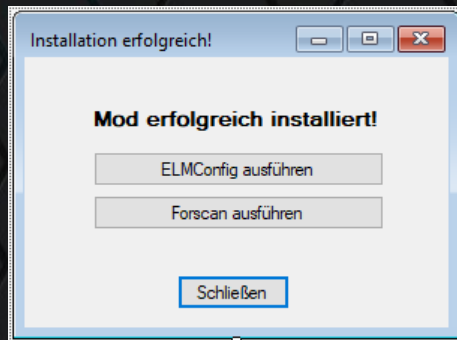 Installation erfolgreich!
Mod erfolgreich installiert!
ELMConfig ausführen
Forscan ausführen
Schließen